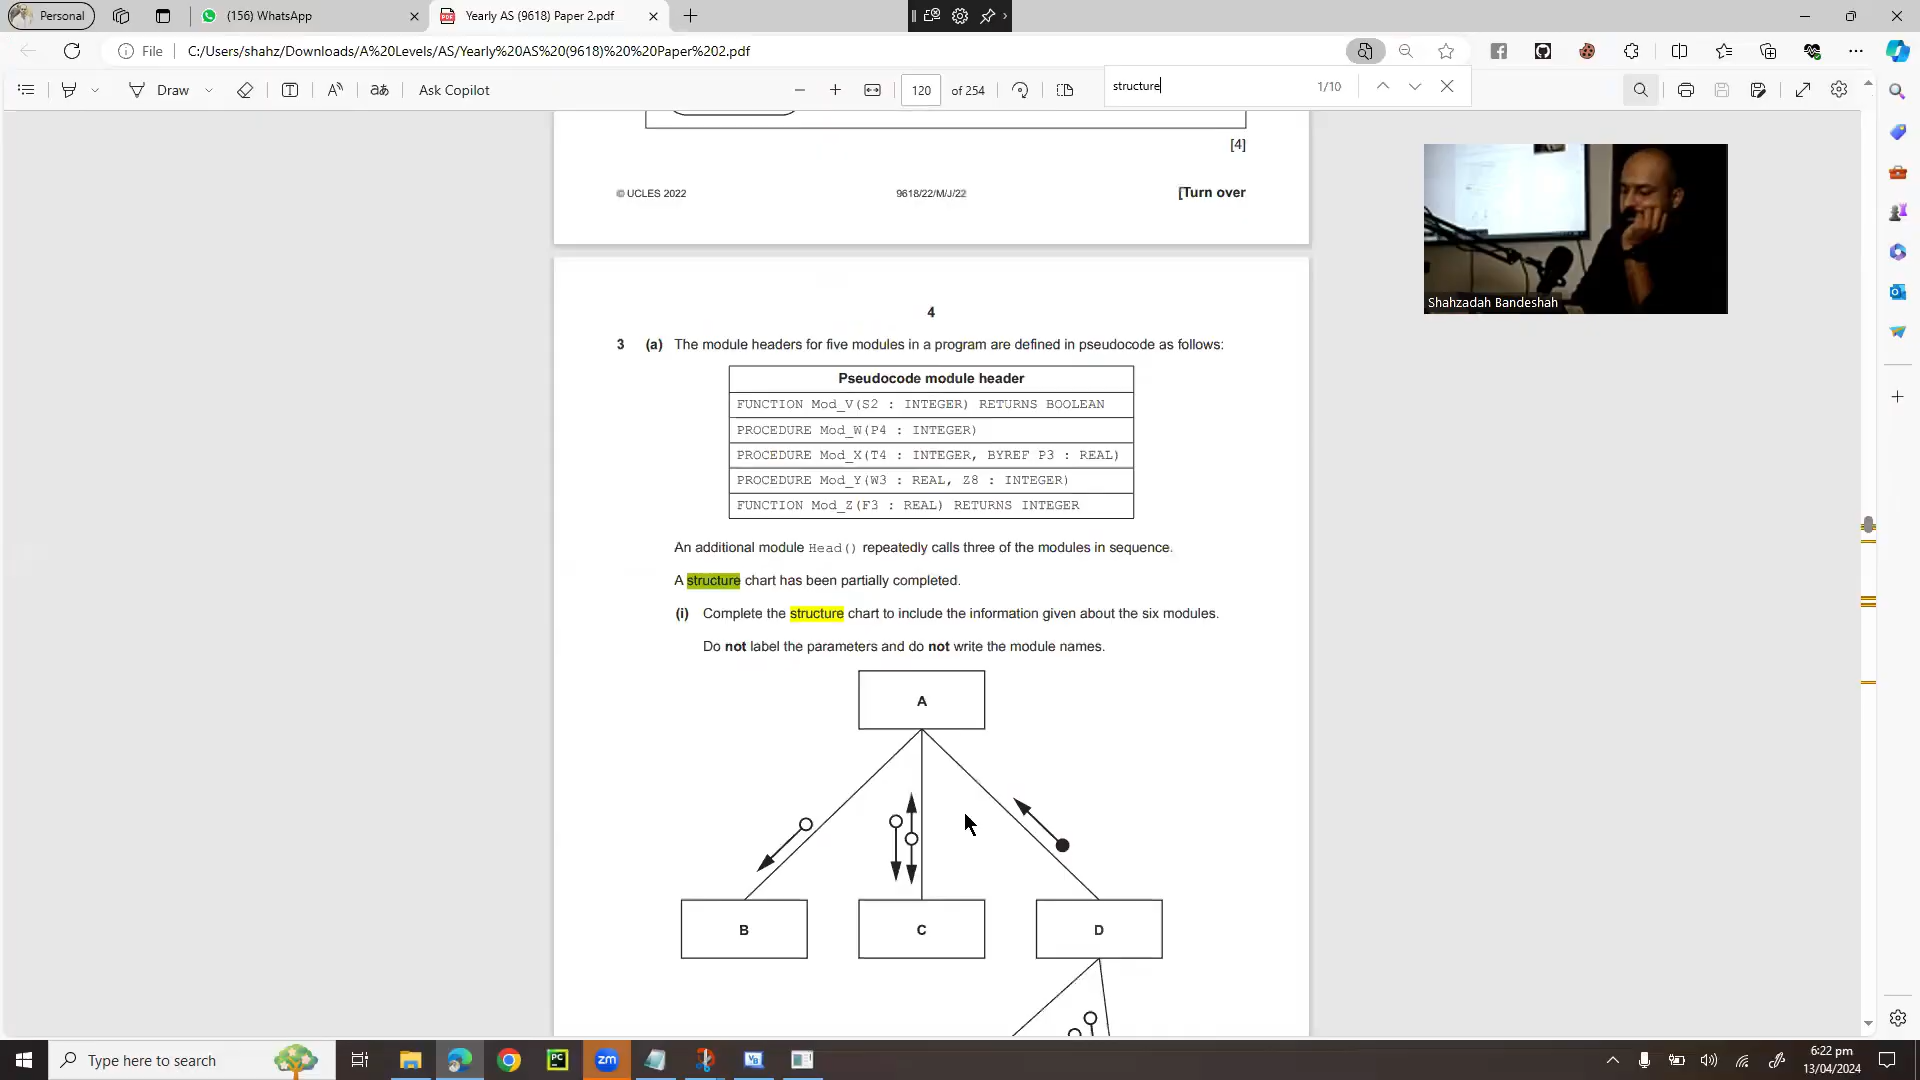 Personal
(156) WhatsApp
Yearly AS (9618) Paper 2.pdf
File
C:/Users/shahz/Downloads/A%20Levels/AS/Yearly%20AS%20(9618)%20%20Paper%202.pdf
Draw
Ask Copilot
120
of 254
structure
1/10
[4]
© UCLES 2022
9618/22/M/J/22
[Turn over
Shahzadah Bandeshah
4
3 (a) The module headers for five modules in a program are defined in pseudocode as follows:
Pseudocode module header
FUNCTION Mod_V(S2 : INTEGER) RETURNS BOOLEAN
PROCEDURE Mod_W(P4 : INTEGER)
PROCEDURE Mod_X(T4 : INTEGER, BYREF P3 : REAL)
PROCEDURE Mod_Y(W3 : REAL, Z8 : INTEGER)
FUNCTION Mod_Z(F3 : REAL) RETURNS INTEGER
An additional module Head() repeatedly calls three of the modules in sequence.
A structure chart has been partially completed.
(i) Complete the structure chart to include the information given about the six modules.
Do not label the parameters and do not write the module names.
A
B
C
D
Type here to search
PC
zm
6:22 pm
13/04/2024